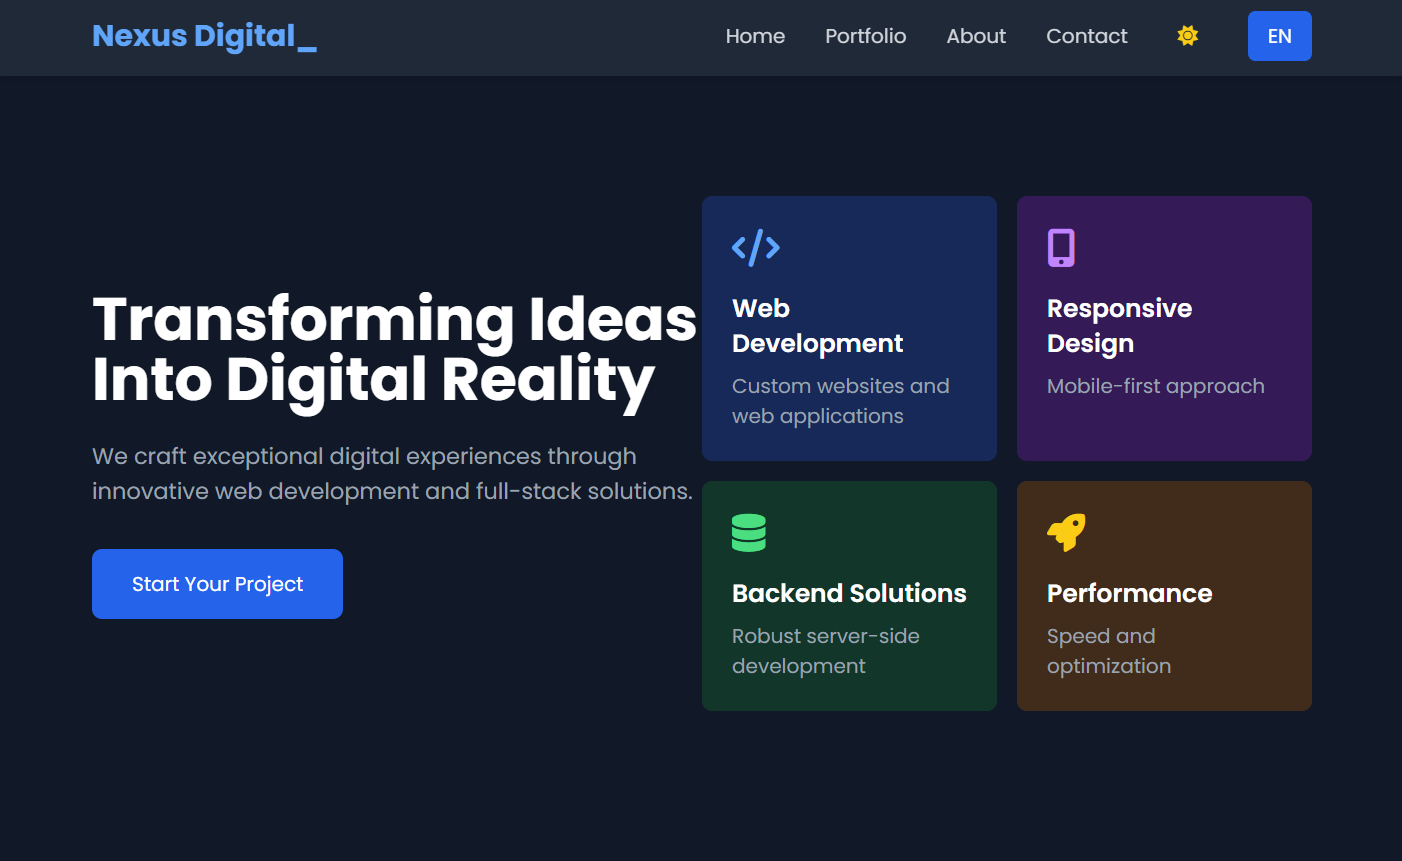 Nexus Digital_
Home
Portfolio
About
Contact
EN
Transforming Ideas
Into Digital Reality
We craft exceptional digital experiences through
innovative web development and full-stack solutions.
Start Your Project
Web
Development
Custom websites and
web applications
Responsive
Design
Mobile-first approach
Backend Solutions
Robust server-side
development
Performance
Speed and
optimization